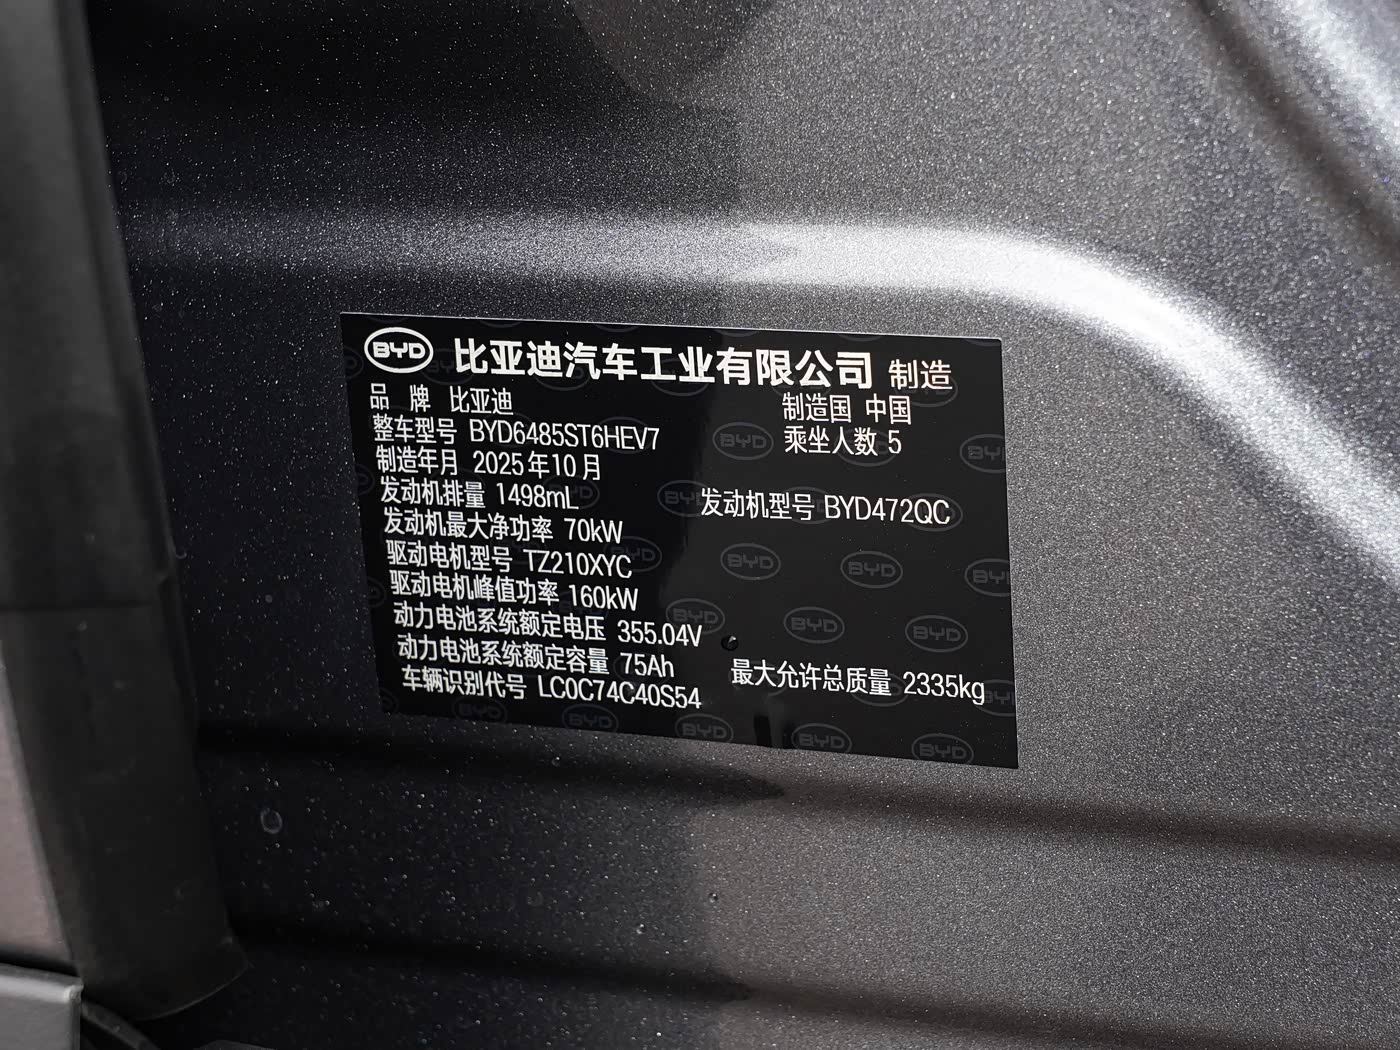 BYD 比亚迪汽车工业有限公司 制造
品 牌 比亚迪 制造国 中国
整车型号 BYD6485ST6HEV7 乘坐人数 5
制造年月 2025年10月
发动机排量 1498mL 发动机型号 BYD472QC
发动机最大净功率 70kW
驱动电机型号 TZ210XYC
驱动电机峰值功率 160kW
动力电池系统额定电压 355.04V
动力电池系统额定容量 75Ah 最大允许总质量 2335kg
车辆识别代号 LC0C74C40S54